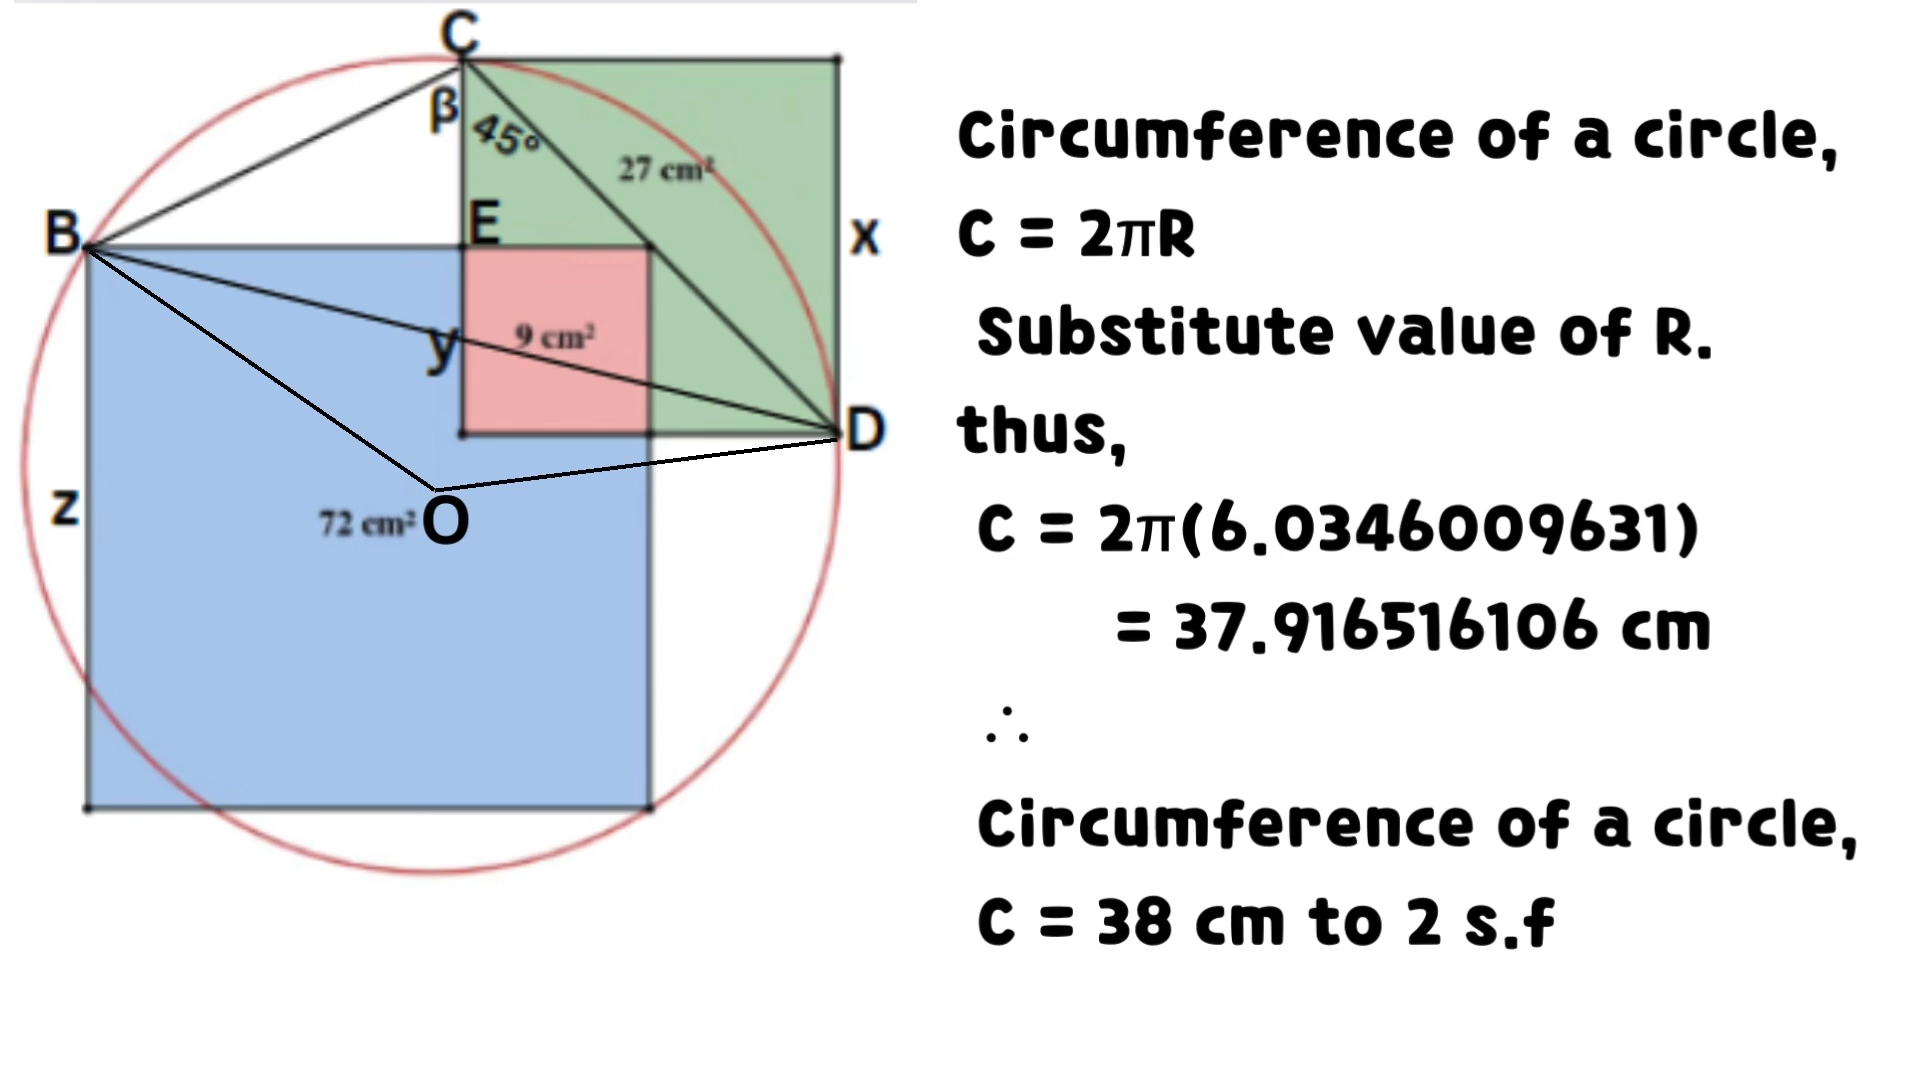 C
β
45°
27 cm²
B
E
x
y
9 cm²
D
z
72 cm²
O
Circumference of a circle,
C = 2πR
Substitute value of R.
thus,
C = 2π(6.0346009631)
= 37.916516106 cm
∴
Circumference of a circle,
C = 38 cm to 2 s.f